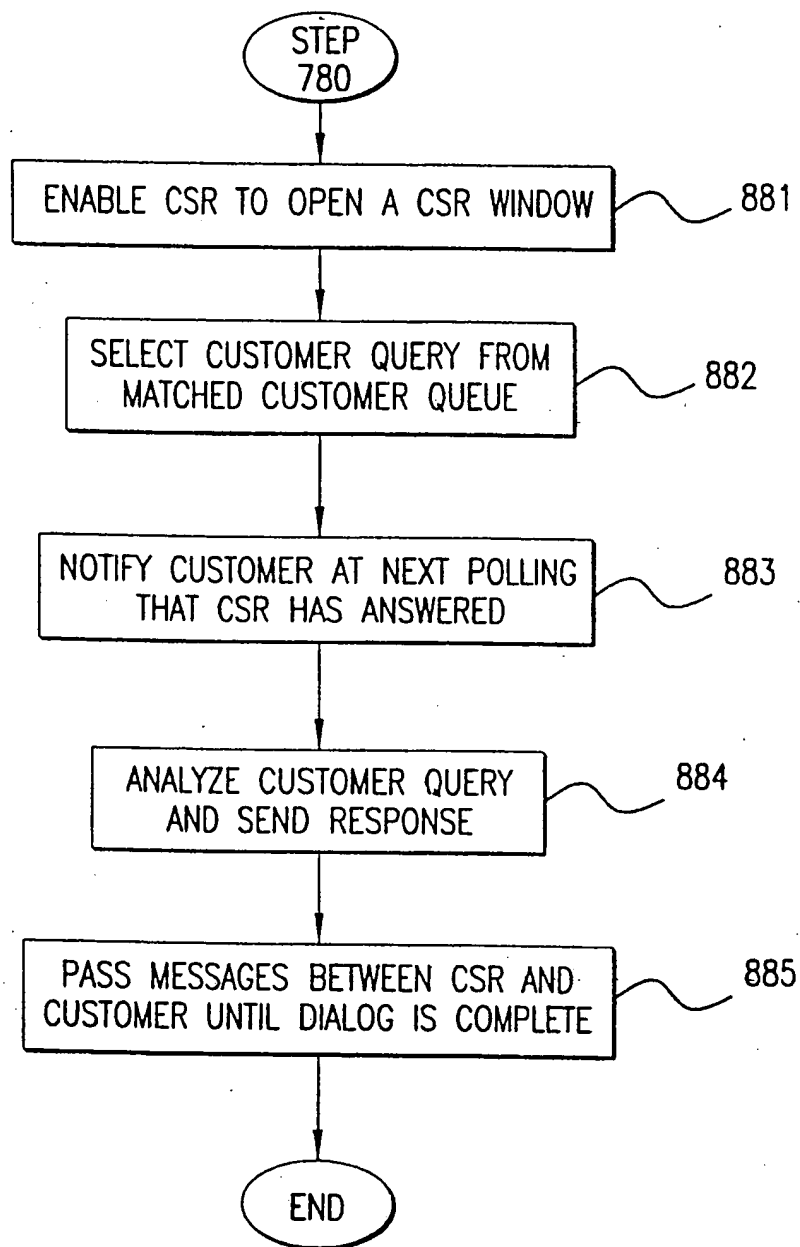 STEP
780
ENABLE CSR TO OPEN A CSR WINDOW
881
SELECT CUSTOMER QUERY FROM
MATCHED CUSTOMER QUEUE
882
NOTIFY CUSTOMER AT NEXT POLLING
THAT CSR HAS ANSWERED
883
ANALYZE CUSTOMER QUERY
AND SEND RESPONSE
884
PASS MESSAGES BETWEEN CSR AND
CUSTOMER UNTIL DIALOG IS COMPLETE
885
END